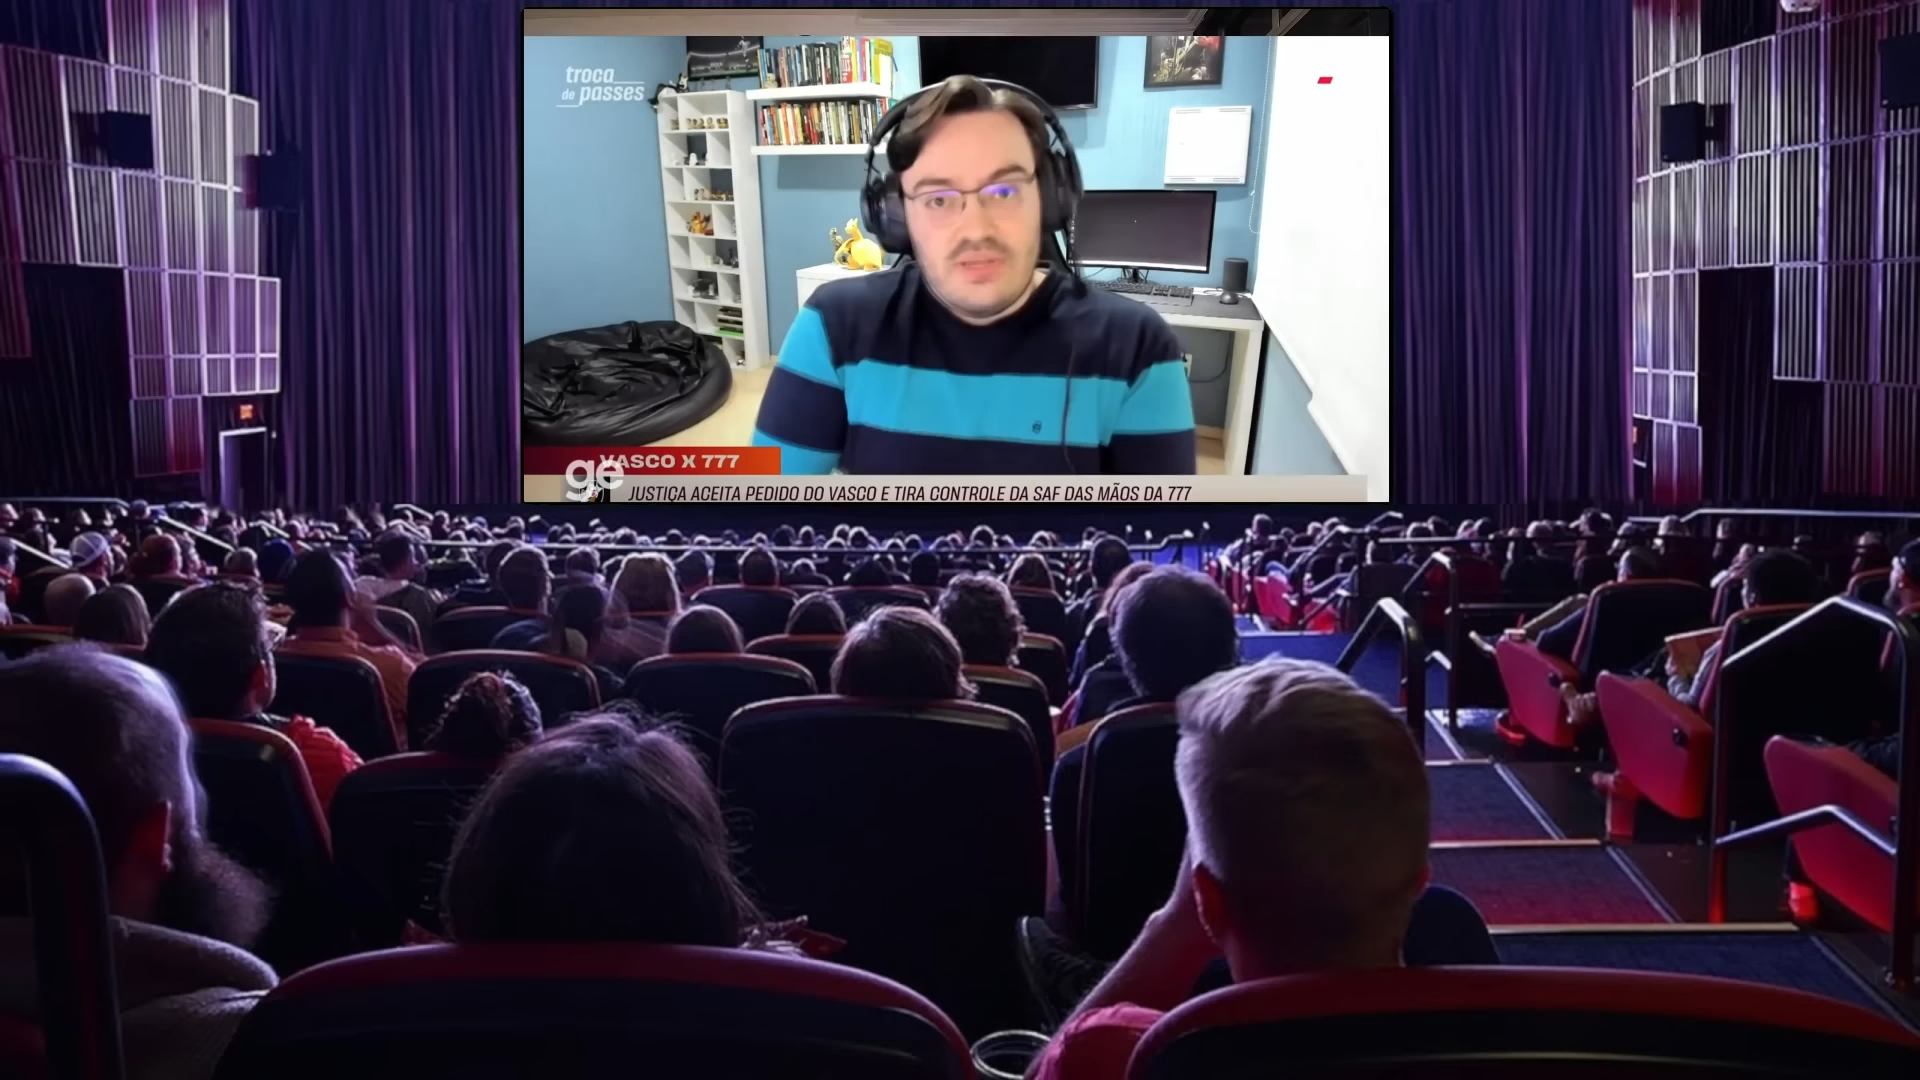 troca
de passes
VASCO X 777
ge
JUSTIÇA ACEITA PEDIDO DO VASCO E TIRA CONTROLE DA SAF DAS MÃOS DA 777